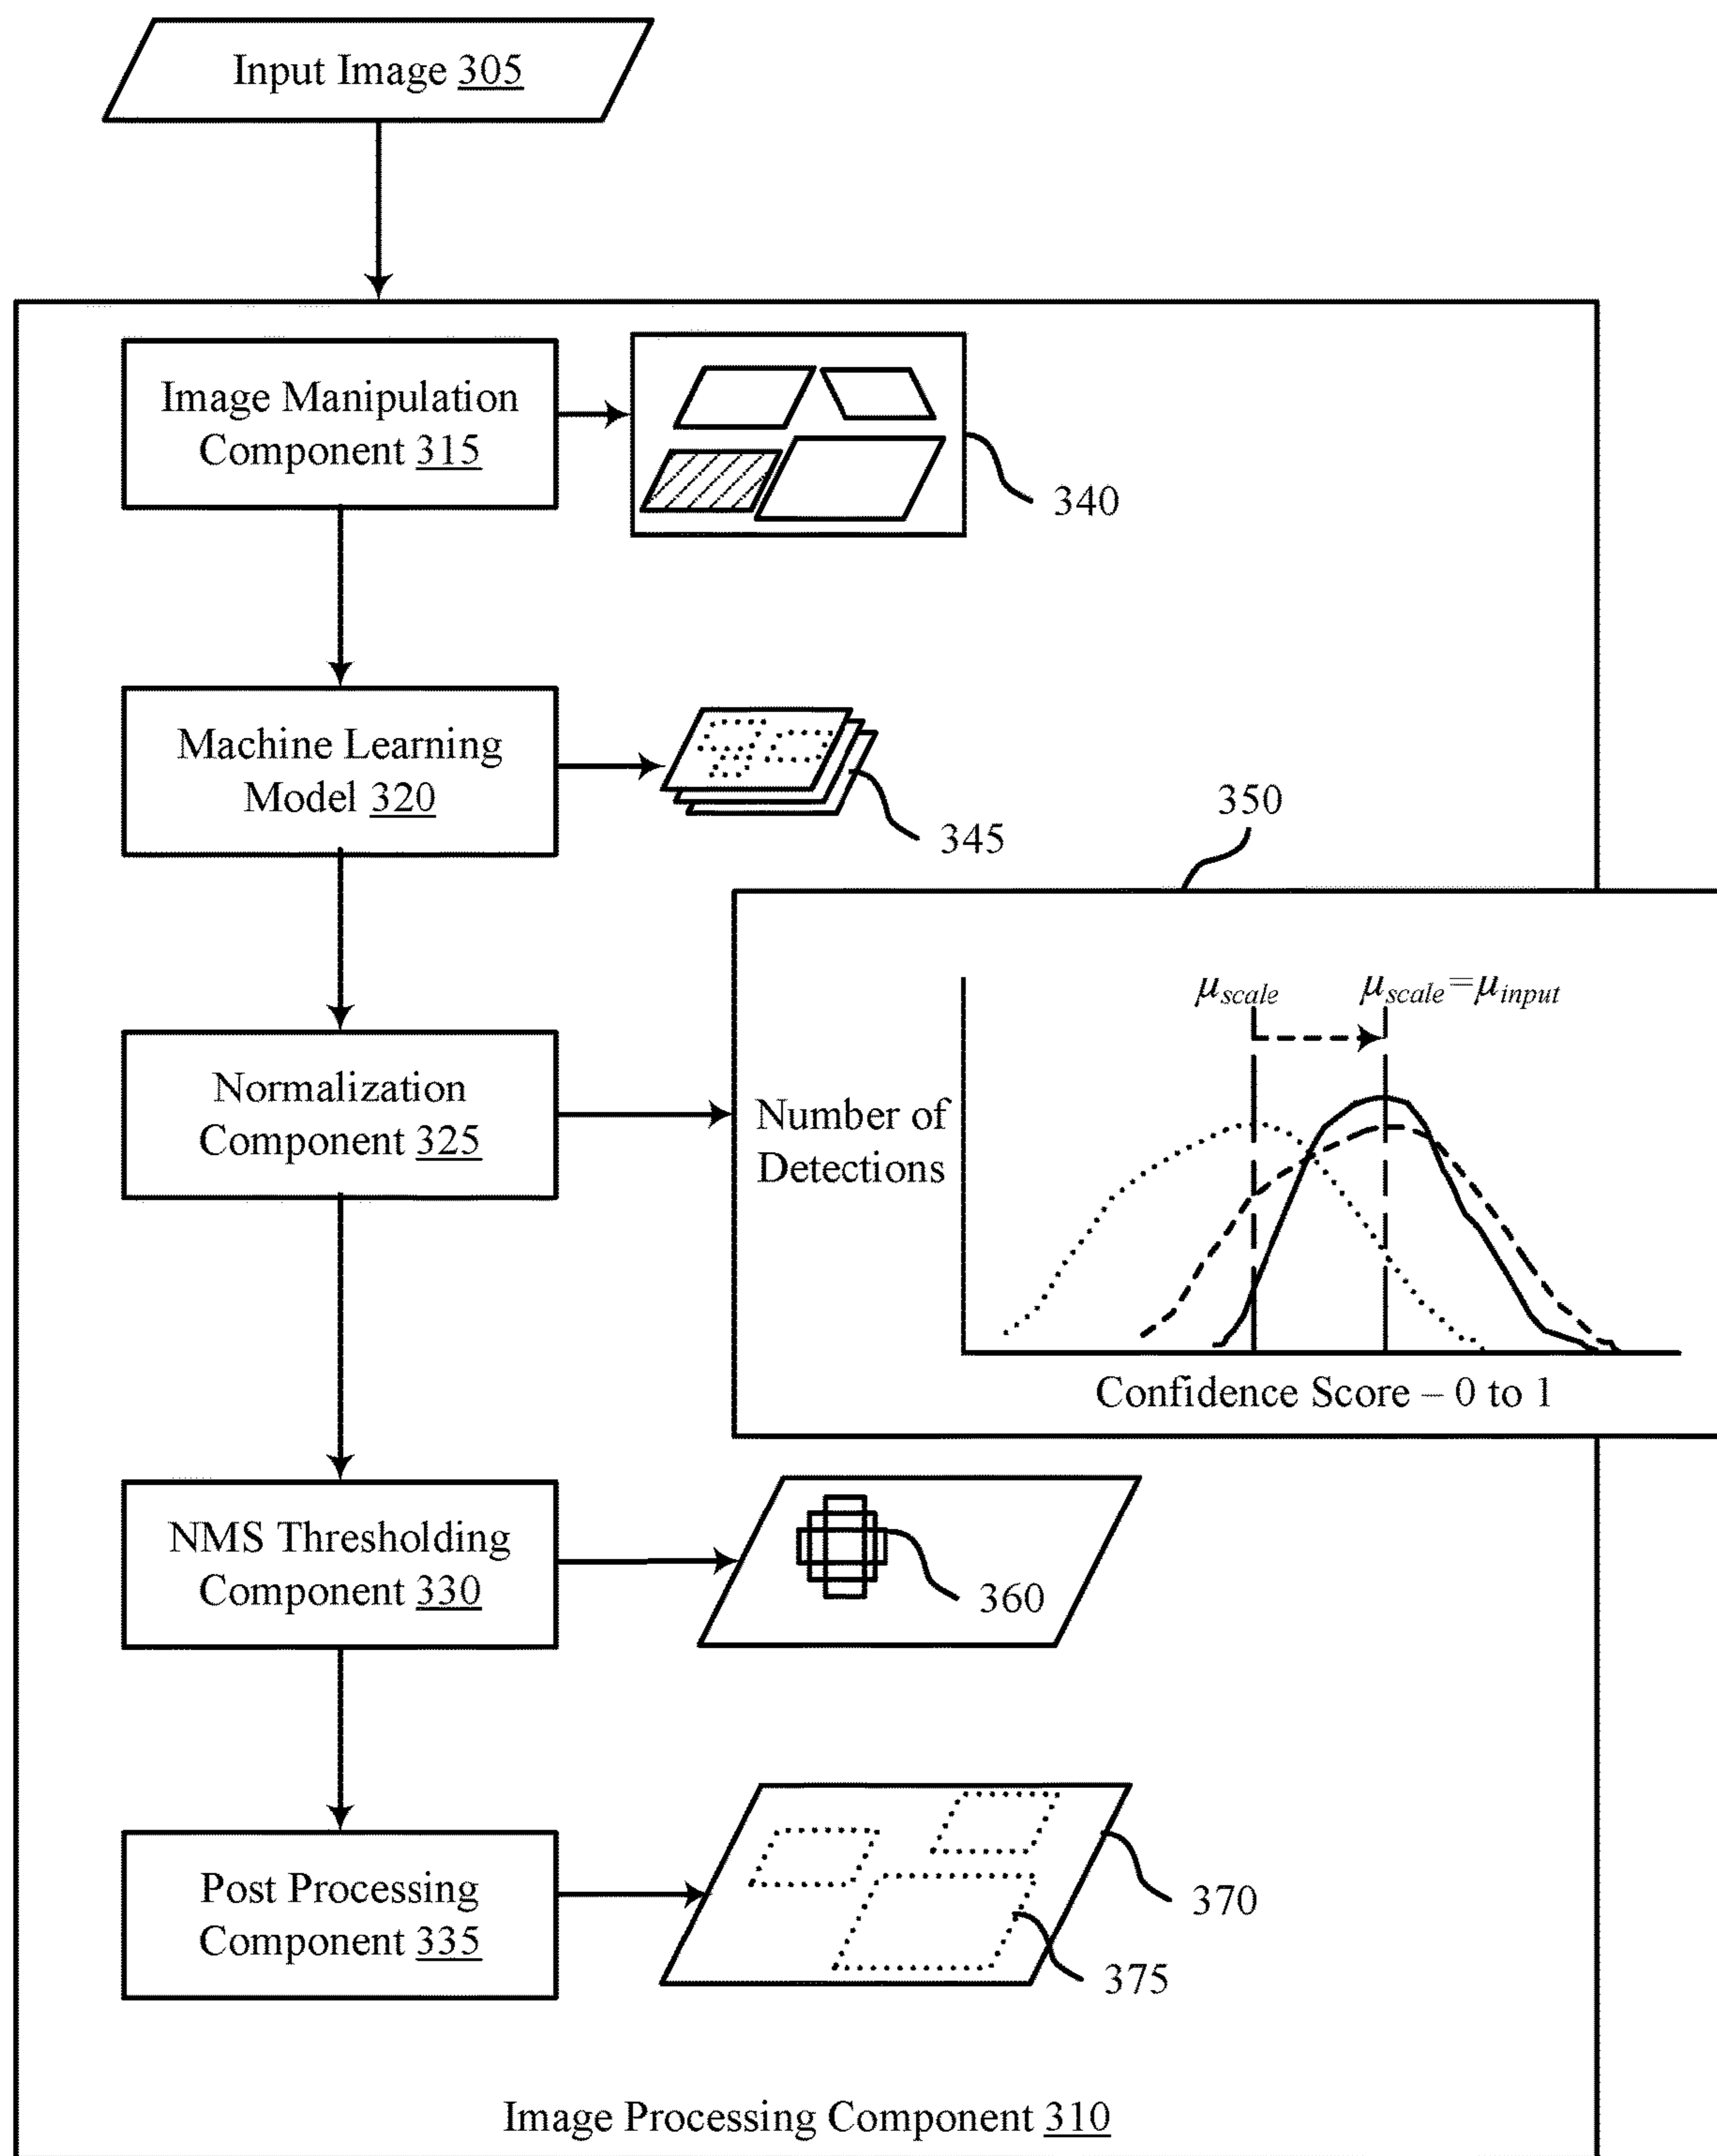 Input Image 305
Image Manipulation
Component 315
340
Machine Learning
Model 320
345
350
Normalization
Component 325
μscale
μscale=μinput
Number of
Detections
Confidence Score – 0 to 1
NMS Thresholding
Component 330
360
Post Processing
Component 335
370
375
Image Processing Component 310